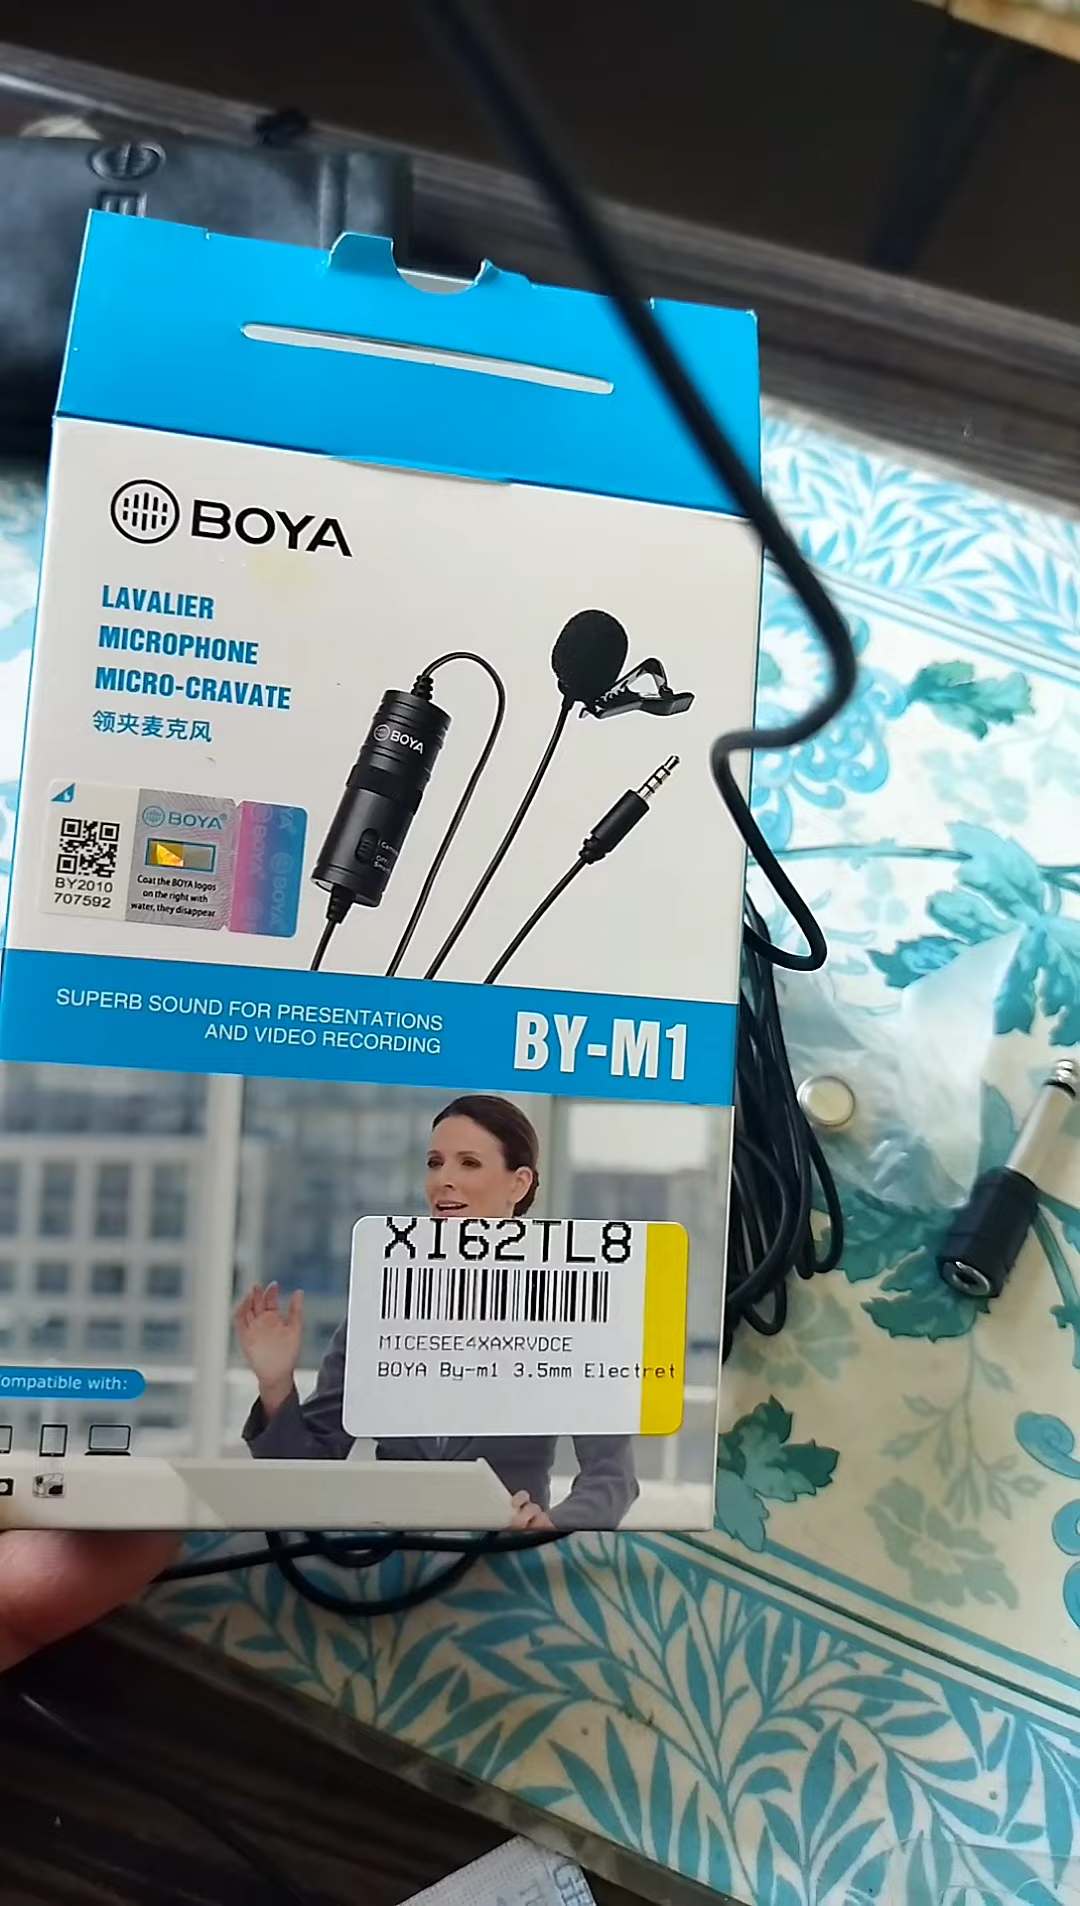 BOYA
LAVALIER
MICROPHONE
MICRO-CRAVATE
领夹麦克风
BOYA
BOYA
Coat the BOYA logos
on the right with
water, they disappear
BY2010
707592
SUPERB SOUND FOR PRESENTATIONS
AND VIDEO RECORDING
BY-M1
XI62TL8
MICESEE4XAXRVDCE
BOYA By-m1 3.5mm Electret
ompatible with: